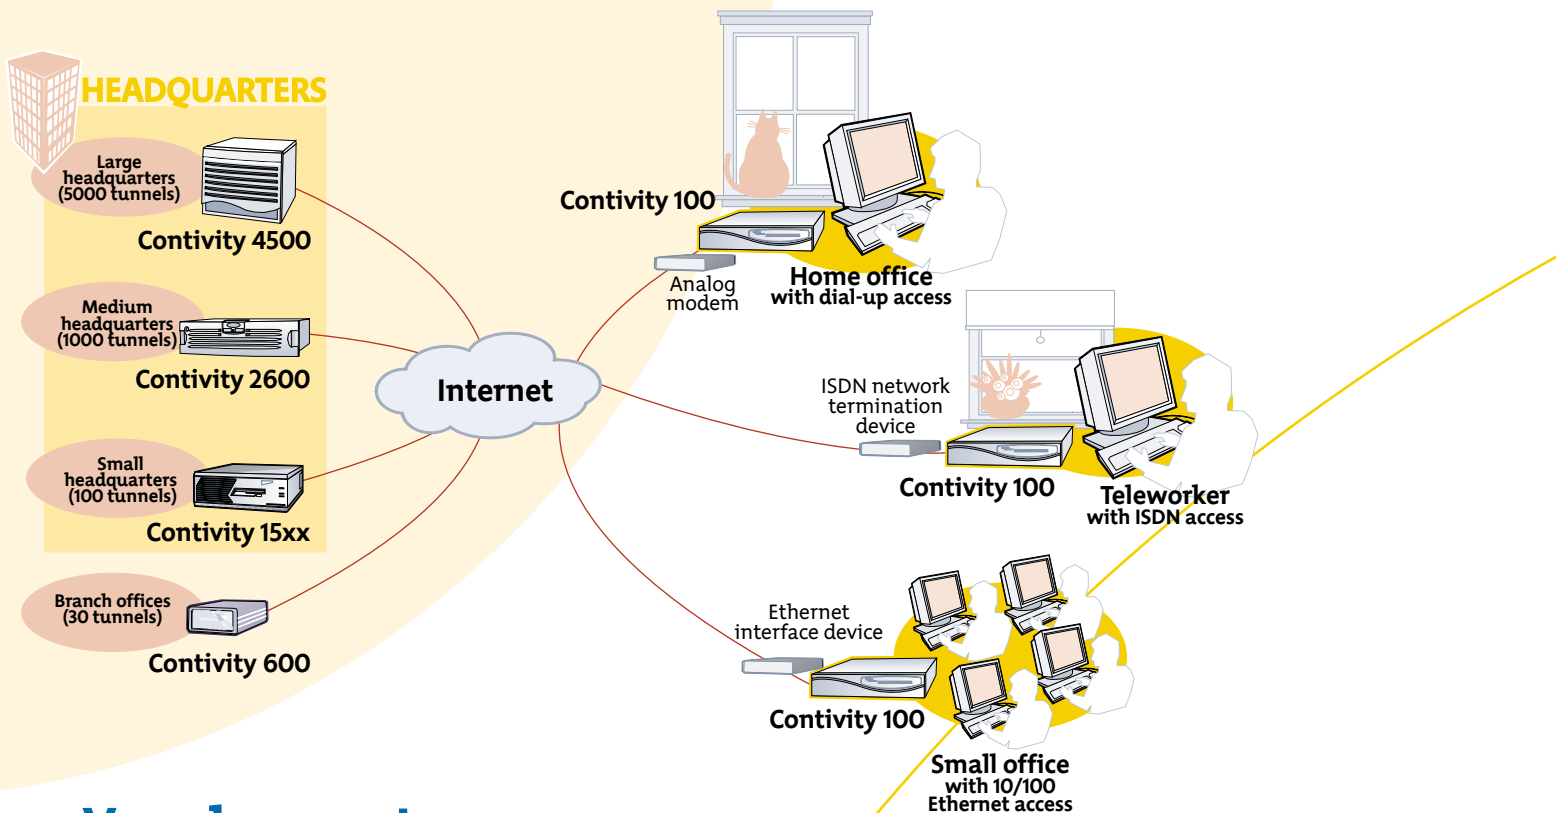 HEADQUARTERS
Large
headquarters
(5000 tunnels)
Contivity 4500
Medium
headquarters
(1000 tunnels)
Contivity 2600
Small
headquarters
(100 tunnels)
Contivity 15xx
Branch offices
(30 tunnels)
Contivity 600
Internet
Contivity 100
Analog
modem
Home office
with dial-up access
ISDN network
termination
device
Contivity 100
Teleworker
with ISDN access
Ethernet
interface device
Contivity 100
Small office
with 10/100
Ethernet access